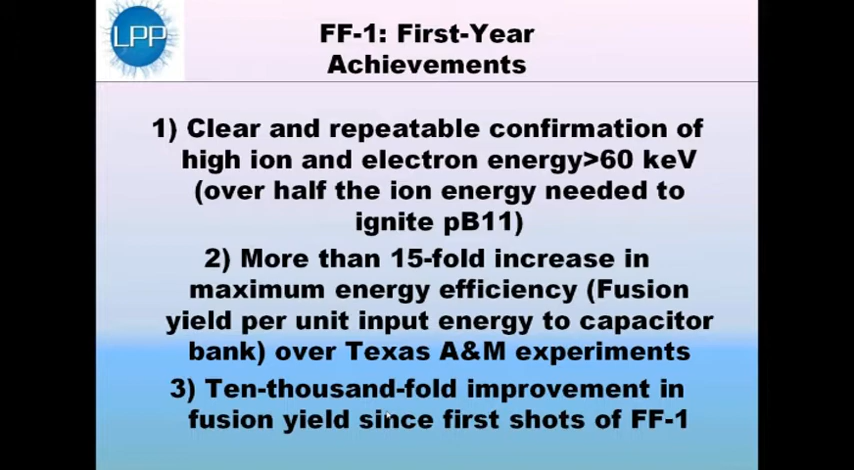 LPP
FF-1: First-Year
Achievements
1) Clear and repeatable confirmation of
high ion and electron energy>60 keV
(over half the ion energy needed to
ignite pB11)
2) More than 15-fold increase in
maximum energy efficiency (Fusion
yield per unit input energy to capacitor
bank) over Texas A&M experiments
3) Ten-thousand-fold improvement in
fusion yield since first shots of FF-1